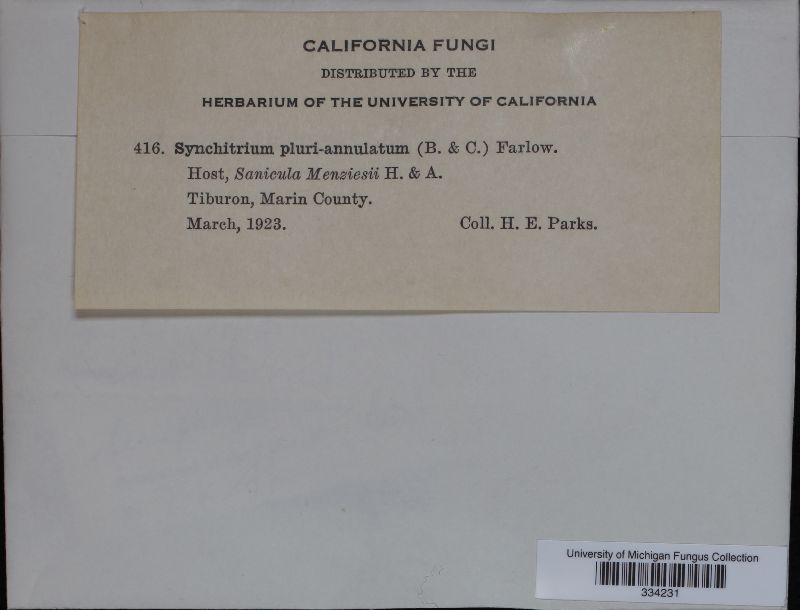 CALIFORNIA FUNGI
DISTRIBUTED BY THE
HERBARIUM OF THE UNIVERSITY OF CALIFORNIA
416. Synchitrium pluri-annulatum (B. & C.) Farlow.
Host, Sanicula Menziesii H. & A.
Tiburon, Marin County.
March, 1923. Coll. H. E. Parks.
University of Michigan Fungus Collection
334231